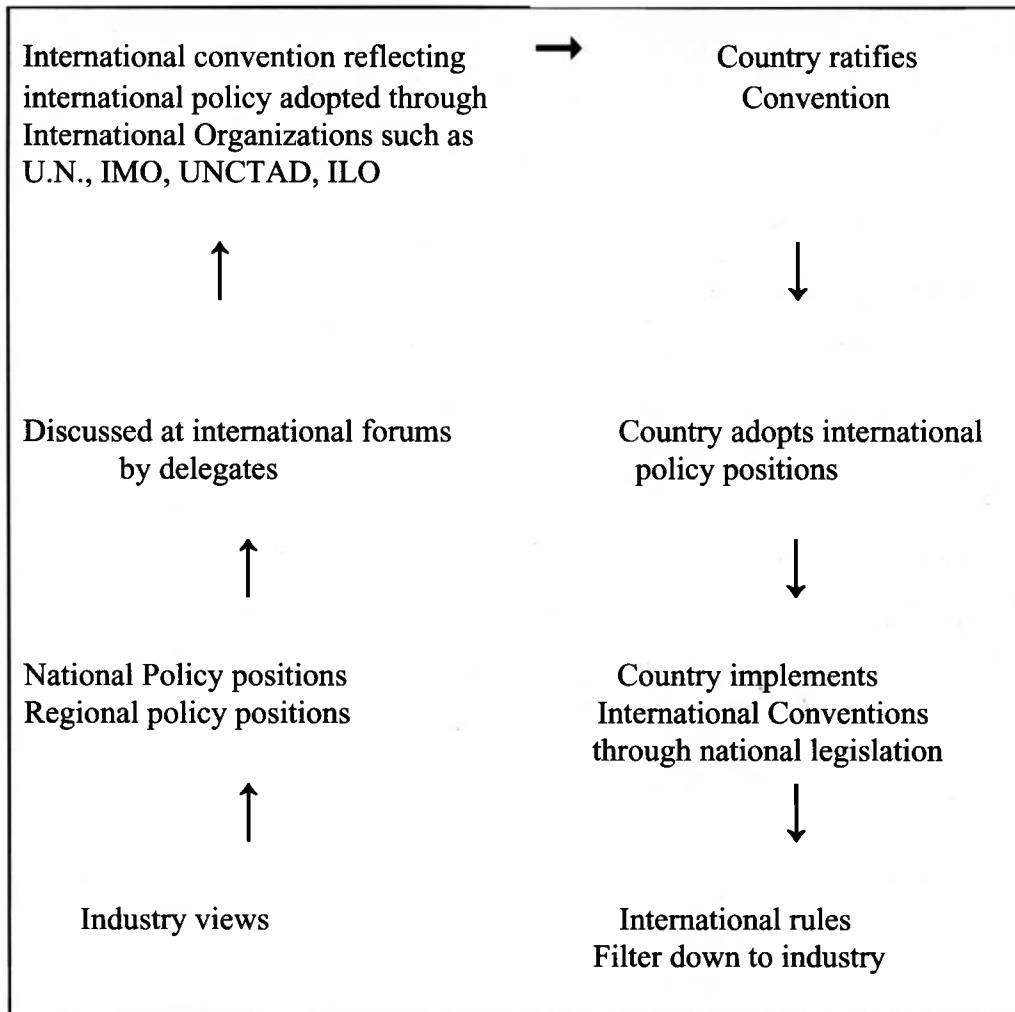 International convention reflecting
international policy adopted through
International Organizations such as
U.N., IMO, UNCTAD, ILO
→
Country ratifies
Convention
↑
↓
Discussed at international forums
by delegates
Country adopts international
policy positions
↑
↓
National Policy positions
Regional policy positions
Country implements
International Conventions
through national legislation
↑
↓
Industry views
International rules
Filter down to industry